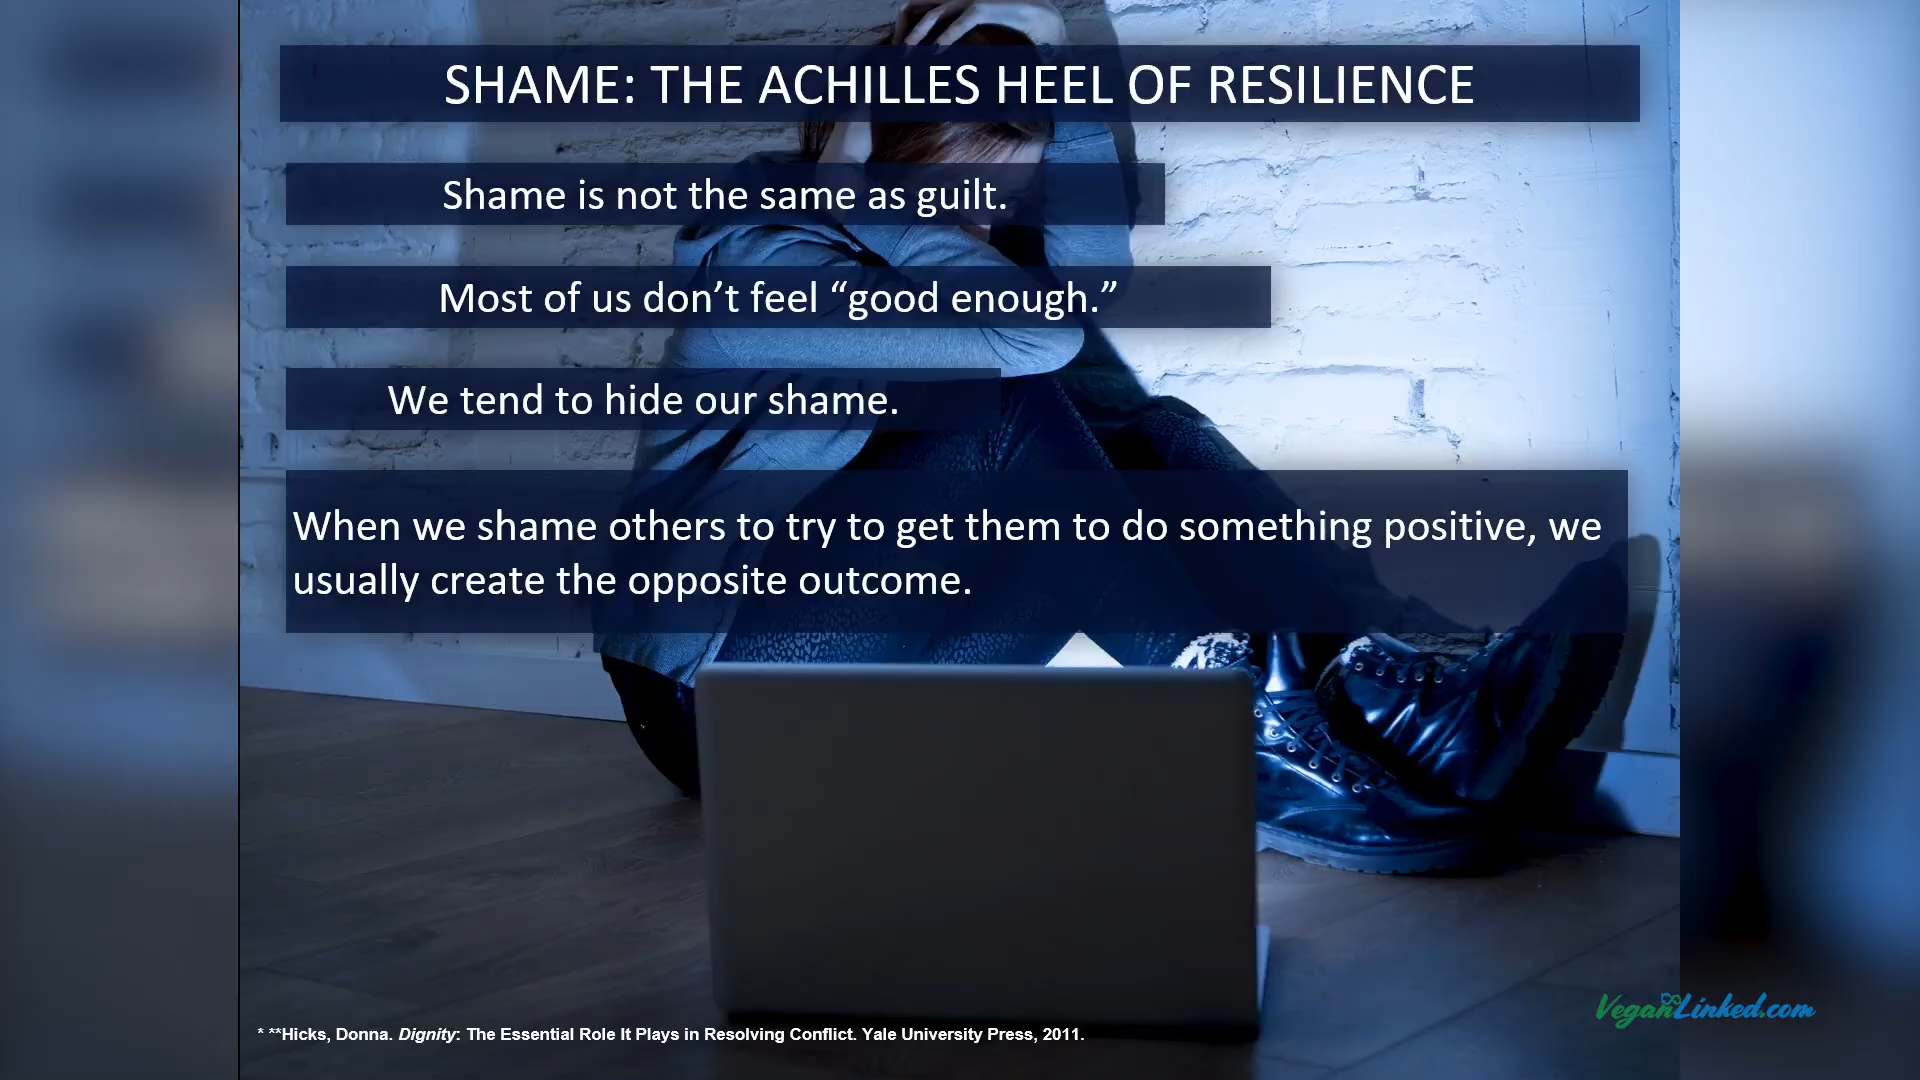 SHAME: THE ACHILLES HEEL OF RESILIENCE
Shame is not the same as guilt.
Most of us don’t feel “good enough.”
We tend to hide our shame.
When we shame others to try to get them to do something positive, we
usually create the opposite outcome.
* **Hicks, Donna. Dignity: The Essential Role It Plays in Resolving Conflict. Yale University Press, 2011.
VeganLinked.com